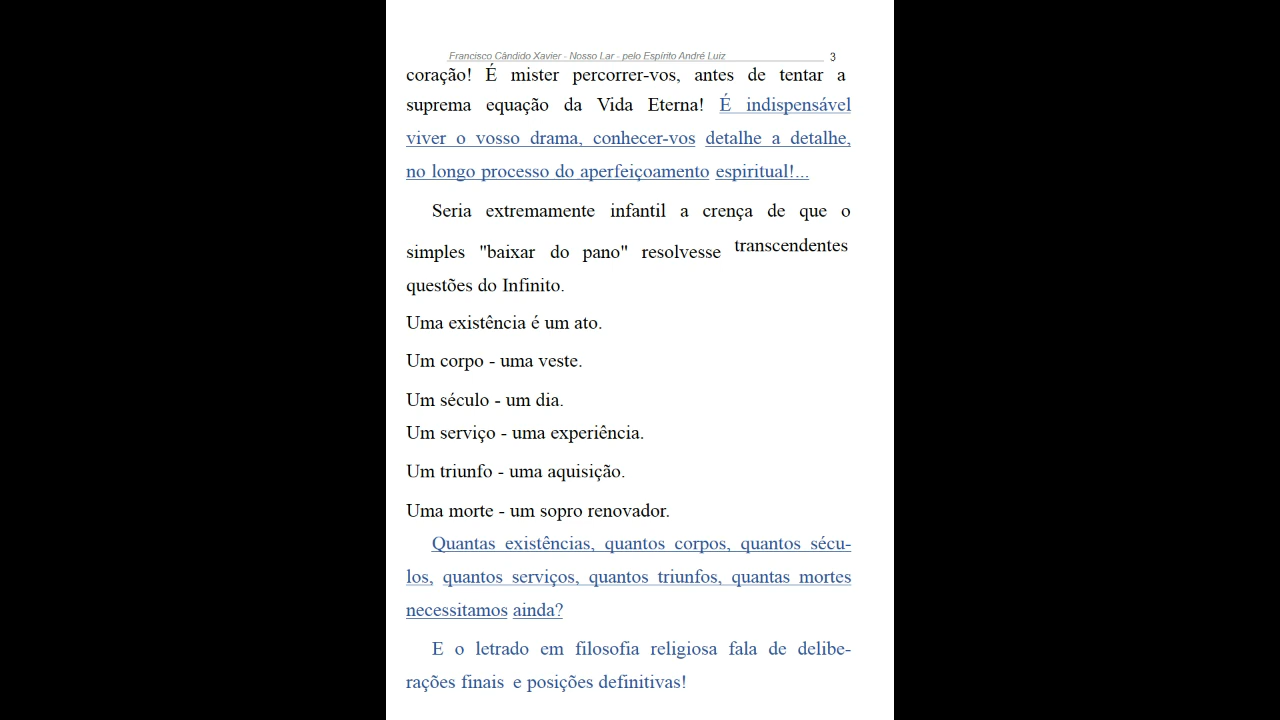 Francisco Cândido Xavier - Nosso Lar - pelo Espírito André Luiz 3
coração! É mister percorrer-vos, antes de tentar a
suprema equação da Vida Eterna! É indispensável
viver o vosso drama, conhecer-vos detalhe a detalhe,
no longo processo do aperfeiçoamento espiritual!...
Seria extremamente infantil a crença de que o
simples "baixar do pano" resolvesse transcendentes
questões do Infinito.
Uma existência é um ato.
Um corpo - uma veste.
Um século - um dia.
Um serviço - uma experiência.
Um triunfo - uma aquisição.
Uma morte - um sopro renovador.
Quantas existências, quantos corpos, quantos sécu-
los, quantos serviços, quantos triunfos, quantas mortes
necessitamos ainda?
E o letrado em filosofia religiosa fala de delibe-
rações finais e posições definitivas!